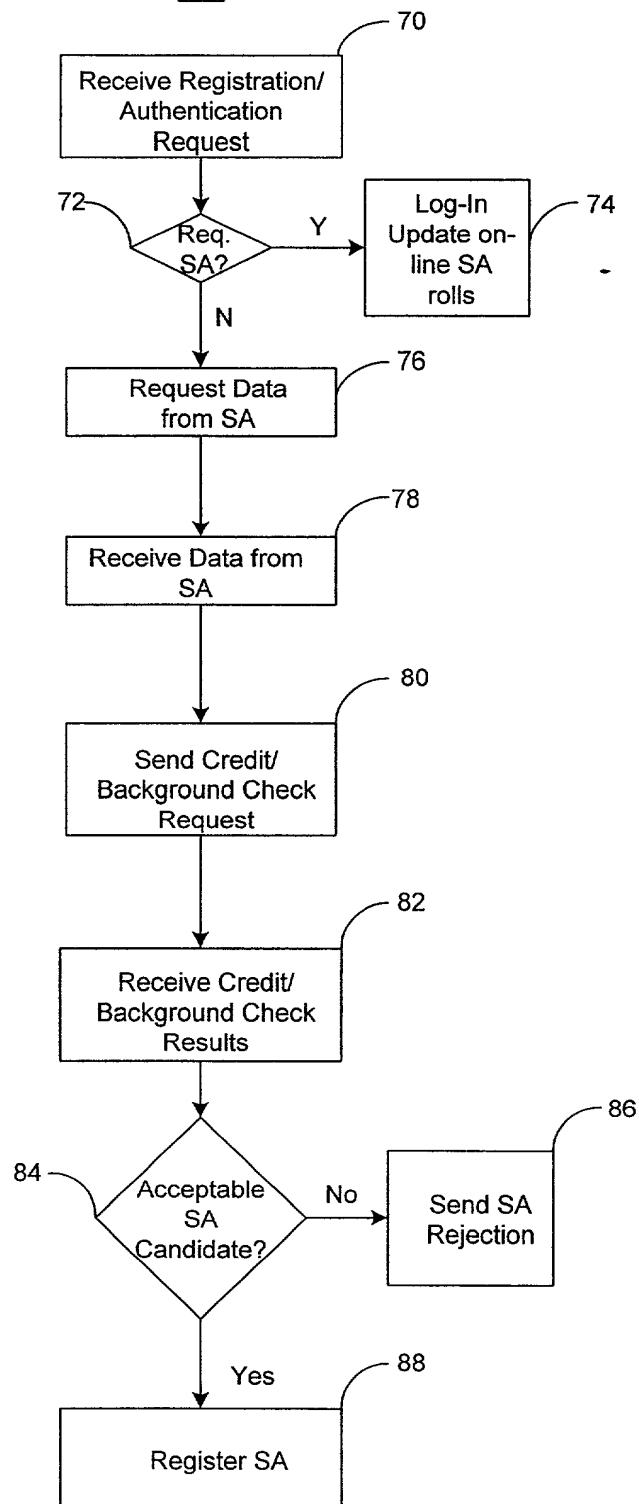 70
Receive Registration/
Authentication
Request
72
Req.
SA?
Y
Log-In
Update on-
line SA
rolls
74
N
76
Request Data
from SA
78
Receive Data from
SA
80
Send Credit/
Background Check
Request
82
Receive Credit/
Background Check
Results
84
Acceptable
SA
Candidate?
No
86
Send SA
Rejection
Yes
88
Register SA